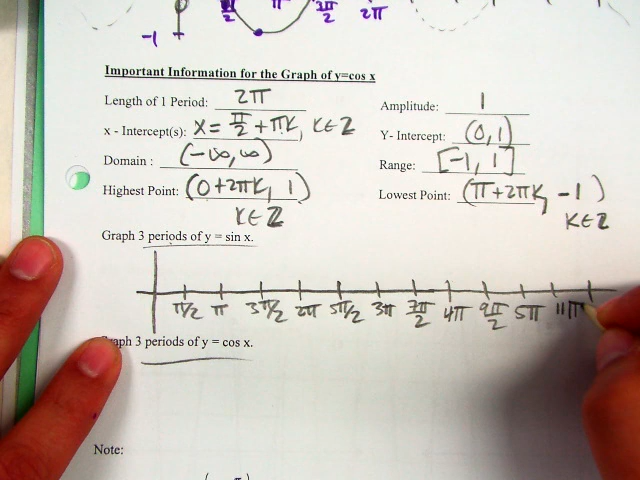 -1 π/2 π 3π/2 2π
Important Information for the Graph of y=cos x
Length of 1 Period: 2π
Amplitude: 1
x - Intercept(s): x = π/2 + πk, k∈Z
Y- Intercept: (0, 1)
Domain : (-∞, ∞)
Range: [-1, 1]
Highest Point: (0+2πk, 1)
k∈Z
Lowest Point: (π+2πk, -1)
k∈Z
Graph 3 periods of y = sin x.
π/2 π 3π/2 2π 5π/2 3π 7π/2 4π 9π/2 5π 11π
Graph 3 periods of y = cos x.
Note: